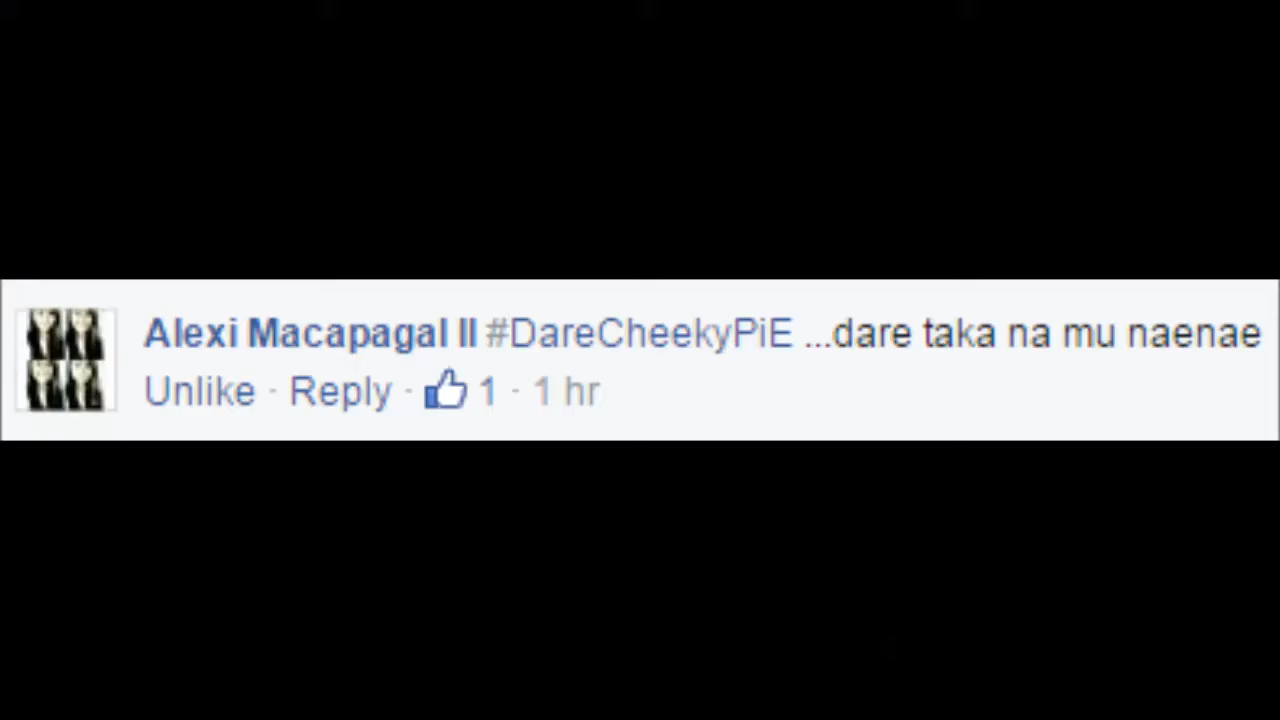 Alexi Macapagal II #DareCheekyPiE ...dare taka na mu naenae
Unlike · Reply · 1 · 1 hr